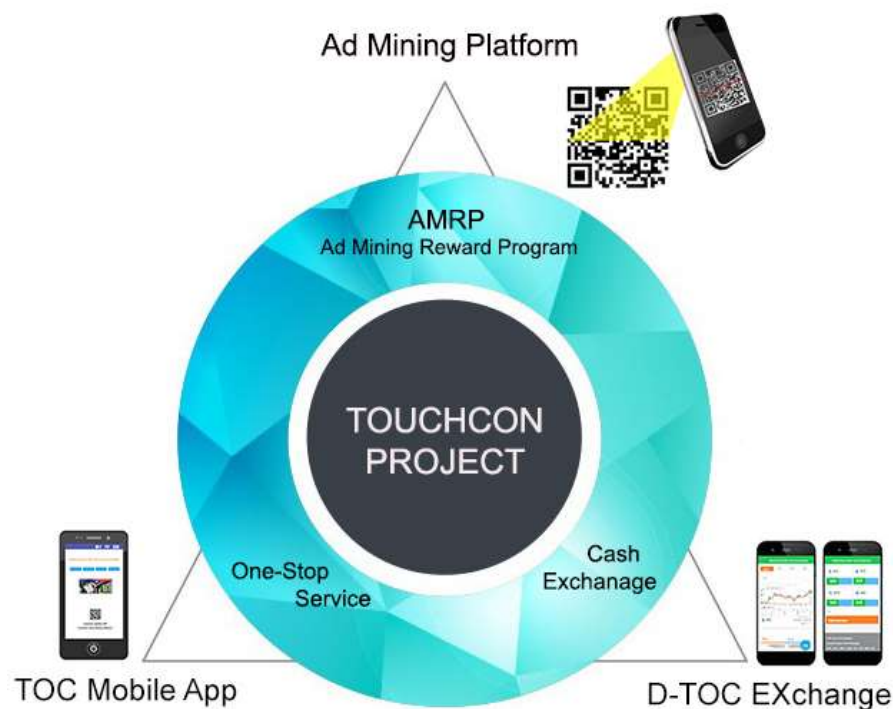 Ad Mining Platform
AMRP
Ad Mining Reward Program
TOUCHCON
PROJECT
One-Stop
Service
Cash
Exchanage
TOC Mobile App
D-TOC EXchange